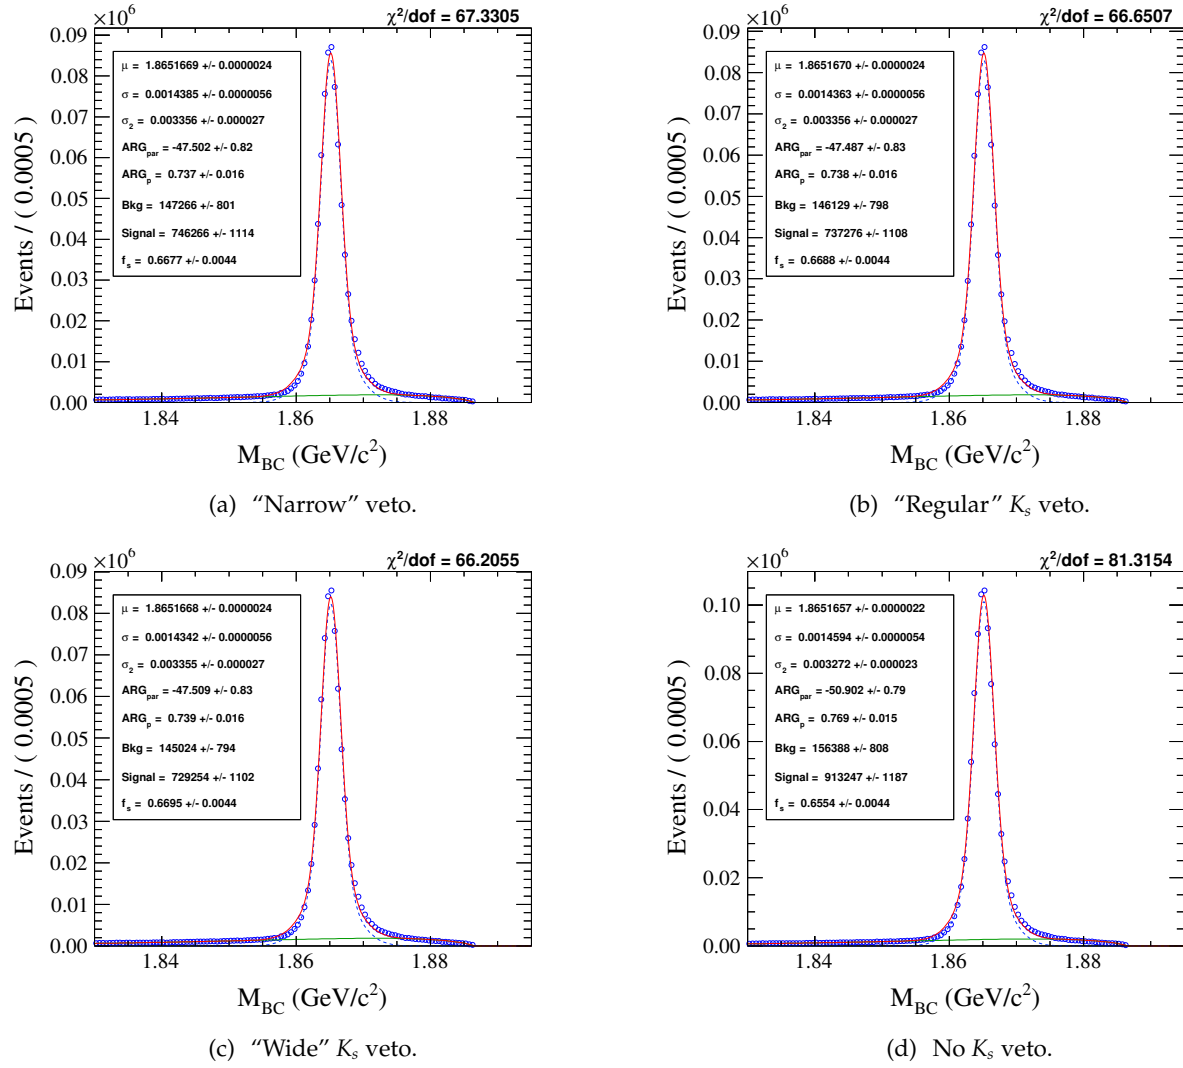 ×10⁶
χ²/dof = 67.3305
Events / ( 0.0005 )
0.09
0.08
0.07
0.06
0.05
0.04
0.03
0.02
0.01
0.00
μ = 1.8651669 +/- 0.0000024
σ = 0.0014385 +/- 0.0000056
σ₂ = 0.003356 +/- 0.000027
ARG_par = -47.502 +/- 0.82
ARG_p = 0.737 +/- 0.016
Bkg = 147266 +/- 801
Signal = 746266 +/- 1114
f_s = 0.6677 +/- 0.0044
1.84 1.86 1.88
M_BC (GeV/c²)
(a) “Narrow” veto.
×10⁶
χ²/dof = 66.6507
Events / ( 0.0005 )
0.09
0.08
0.07
0.06
0.05
0.04
0.03
0.02
0.01
0.00
μ = 1.8651670 +/- 0.0000024
σ = 0.0014363 +/- 0.0000056
σ₂ = 0.003356 +/- 0.000027
ARG_par = -47.487 +/- 0.83
ARG_p = 0.738 +/- 0.016
Bkg = 146129 +/- 798
Signal = 737276 +/- 1108
f_s = 0.6688 +/- 0.0044
1.84 1.86 1.88
M_BC (GeV/c²)
(b) “Regular” K_s veto.
×10⁶
χ²/dof = 66.2055
Events / ( 0.0005 )
0.09
0.08
0.07
0.06
0.05
0.04
0.03
0.02
0.01
0.00
μ = 1.8651668 +/- 0.0000024
σ = 0.0014342 +/- 0.0000056
σ₂ = 0.003355 +/- 0.000027
ARG_par = -47.509 +/- 0.83
ARG_p = 0.739 +/- 0.016
Bkg = 145024 +/- 794
Signal = 729254 +/- 1102
f_s = 0.6695 +/- 0.0044
1.84 1.86 1.88
M_BC (GeV/c²)
(c) “Wide” K_s veto.
×10⁶
χ²/dof = 81.3154
Events / ( 0.0005 )
0.10
0.08
0.06
0.04
0.02
0.00
μ = 1.8651657 +/- 0.0000022
σ = 0.0014594 +/- 0.0000054
σ₂ = 0.003272 +/- 0.000023
ARG_par = -50.902 +/- 0.79
ARG_p = 0.769 +/- 0.015
Bkg = 156388 +/- 808
Signal = 913247 +/- 1187
f_s = 0.6554 +/- 0.0044
1.84 1.86 1.88
M_BC (GeV/c²)
(d) No K_s veto.